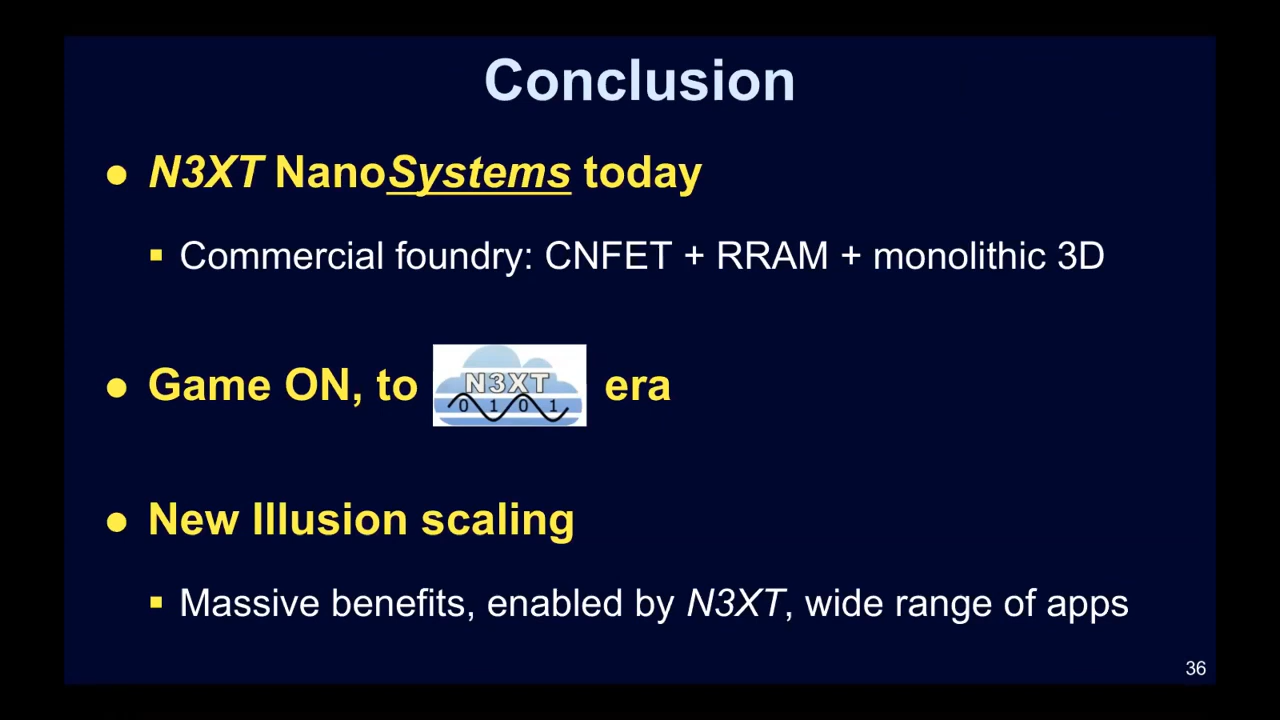 Conclusion
● N3XT NanoSystems today
▪ Commercial foundry: CNFET + RRAM + monolithic 3D
● Game ON, to N3XT 0 1 0 1 era
● New Illusion scaling
▪ Massive benefits, enabled by N3XT, wide range of apps
36